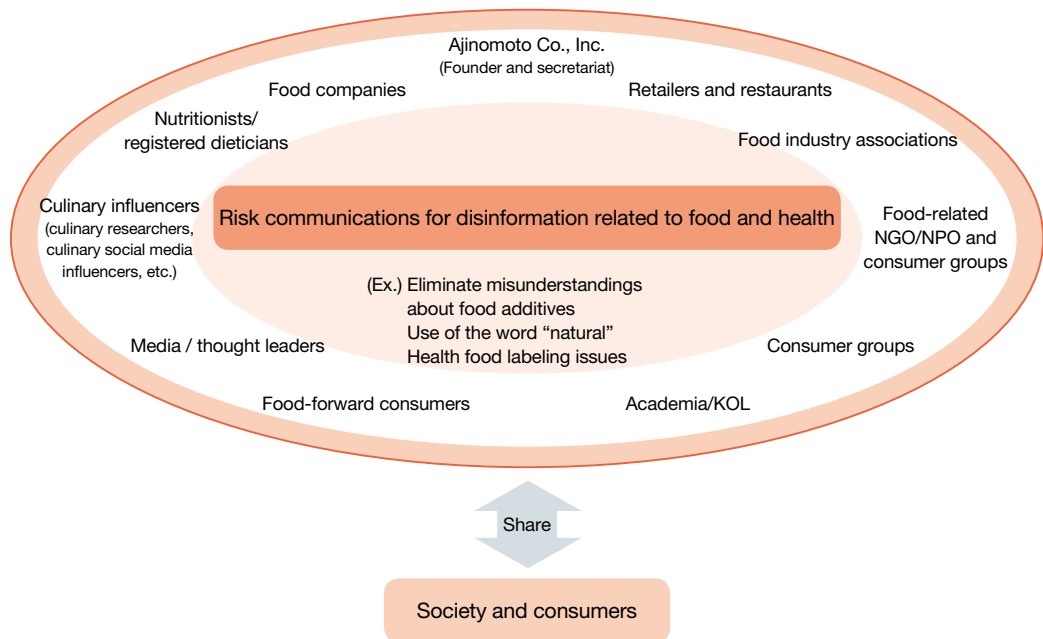 Ajinomoto Co., Inc.
(Founder and secretariat)
Food companies
Retailers and restaurants
Nutritionists/
registered dieticians
Food industry associations
Culinary influencers
(culinary researchers,
culinary social media
influencers, etc.)
Risk communications for disinformation related to food and health
Food-related
NGO/NPO and
consumer groups
(Ex.) Eliminate misunderstandings
about food additives
Use of the word “natural”
Health food labeling issues
Media / thought leaders
Consumer groups
Food-forward consumers
Academia/KOL
Share
Society and consumers